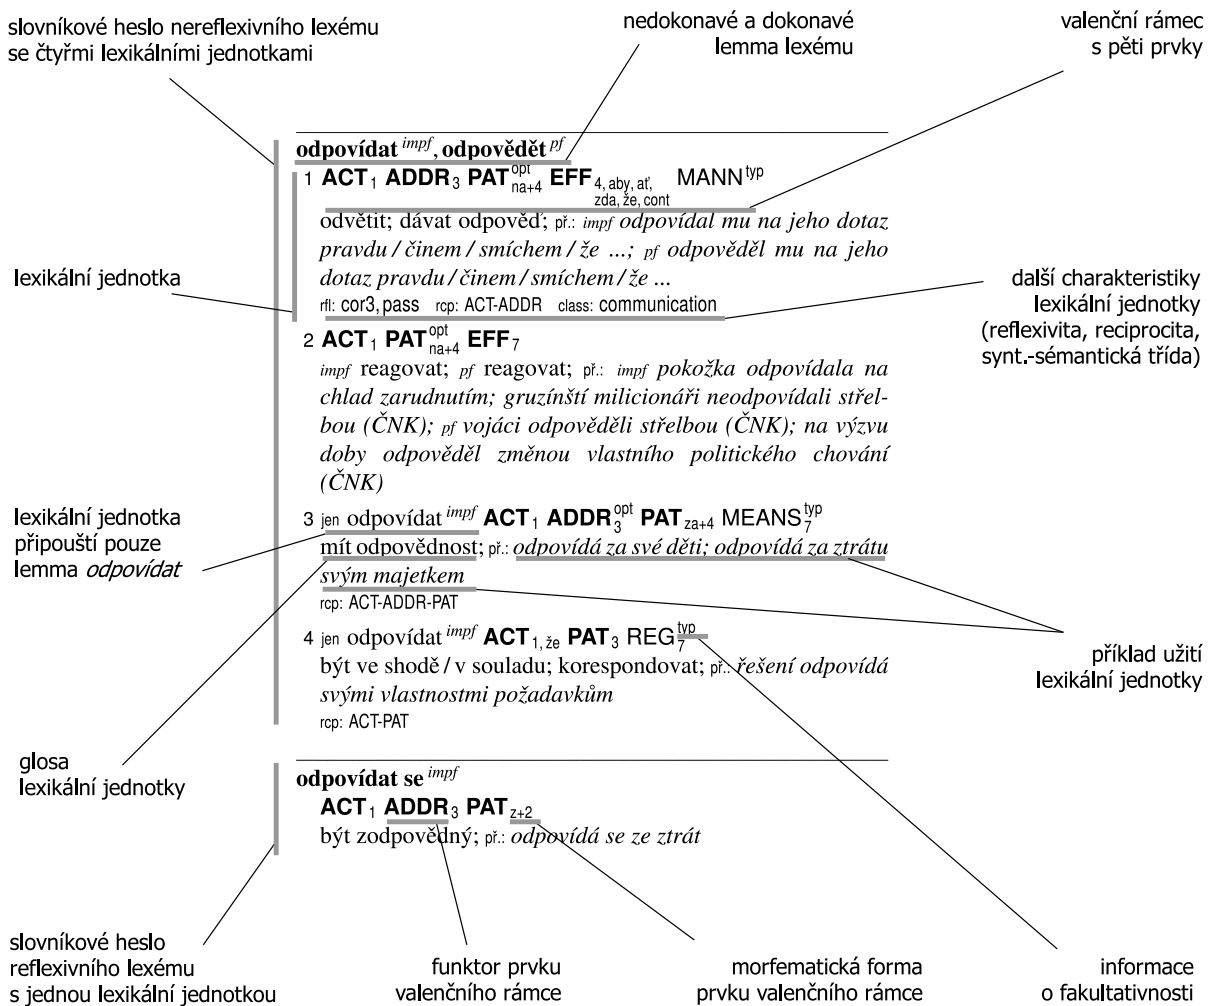 slovníkové heslo nereflexivního lexému
se čtyřmi lexikálními jednotkami
nedokonavé a dokonavé
lemma lexému
valenční rámec
s pěti prvky
odpovídat impf, odpovědět pf
1 ACT1 ADDR3 PAT opt na+4 EFF 4, aby, ať, zda, že, cont MANN typ
odvětit; dávat odpověď; př.: impf odpovídal mu na jeho dotaz
pravdu / činem / smíchem / že ...; pf odpověděl mu na jeho
dotaz pravdu / činem / smíchem / že ...
rfl: cor3, pass rcp: ACT-ADDR class: communication
lexikální jednotka
další charakteristiky
lexikální jednotky
(reflexivita, reciprocita,
synt.-sémantická třída)
2 ACT1 PAT opt na+4 EFF7
impf reagovat; pf reagovat; př.: impf pokožka odpovídala na
chlad zarudnutím; gruzínští milicionáři neodpovídali střel-
bou (ČNK); pf vojáci odpověděli střelbou (ČNK); na výzvu
doby odpověděl změnou vlastního politického chování
(ČNK)
lexikální jednotka
připouští pouze
lemma odpovídat
3 jen odpovídat impf ACT1 ADDR opt 3 PAT za+4 MEANS typ 7
mít odpovědnost; př.: odpovídá za své děti; odpovídá za ztrátu
svým majetkem
rcp: ACT-ADDR-PAT
4 jen odpovídat impf ACT1, že PAT3 REG typ 7
být ve shodě / v souladu; korespondovat; př.: řešení odpovídá
svými vlastnostmi požadavkům
rcp: ACT-PAT
příklad užití
lexikální jednotky
glosa
lexikální jednotky
odpovídat se impf
ACT1 ADDR3 PAT z+2
být zodpovědný; př.: odpovídá se ze ztrát
slovníkové heslo
reflexivního lexému
s jednou lexikální jednotkou
funktor prvku
valenčního rámce
morfematická forma
prvku valenčního rámce
informace
o fakultativnosti